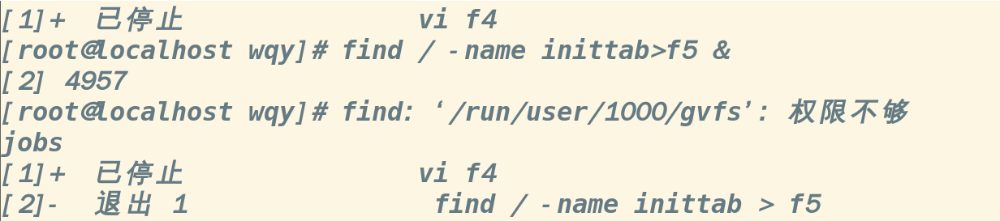 [1]+ 已停止 vi f4
[root@localhost wqy]# find / -name inittab>f5 &
[2] 4957
[root@localhost wqy]# find: ‘/run/user/1000/gvfs’: 权限不够
jobs
[1]+ 已停止 vi f4
[2]- 退出 1 find / -name inittab > f5